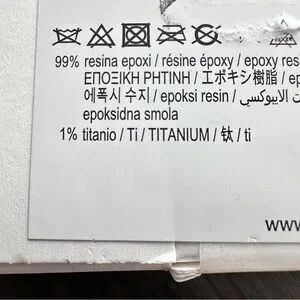 99% resina epoxi / résine époxy / epoxy res
ΕΠΟΞΙΚΗ ΡΗΤΙΝΗ / エポキシ樹脂 / ep
에폭시 수지 / epoksi resin / الايبوكسي
epoksidna smola
1% titanio / Ti / TITANIUM / 钛 / ti
www